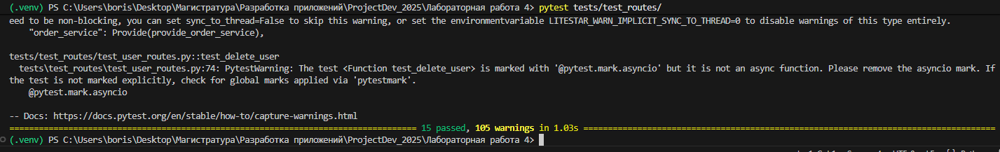 (.venv) PS C:\Users\boris\Desktop\Магистратура\Разработка приложений\ProjectDev_2025\Лабораторная работа 4> pytest tests/test_routes/
eed to be non-blocking, you can set sync_to_thread=False to skip this warning, or set the environmentvariable LITESTAR_WARN_IMPLICIT_SYNC_TO_THREAD=0 to disable warnings of this type entirely.
"order_service": Provide(provide_order_service),
tests/test_routes/test_user_routes.py::test_delete_user
tests\test_routes\test_user_routes.py:74: PytestWarning: The test <Function test_delete_user> is marked with '@pytest.mark.asyncio' but it is not an async function. Please remove the asyncio mark. If
the test is not marked explicitly, check for global marks applied via 'pytestmark'.
@pytest.mark.asyncio
-- Docs: https://docs.pytest.org/en/stable/how-to/capture-warnings.html
15 passed, 105 warnings in 1.03s
(.venv) PS C:\Users\boris\Desktop\Магистратура\Разработка приложений\ProjectDev_2025\Лабораторная работа 4>